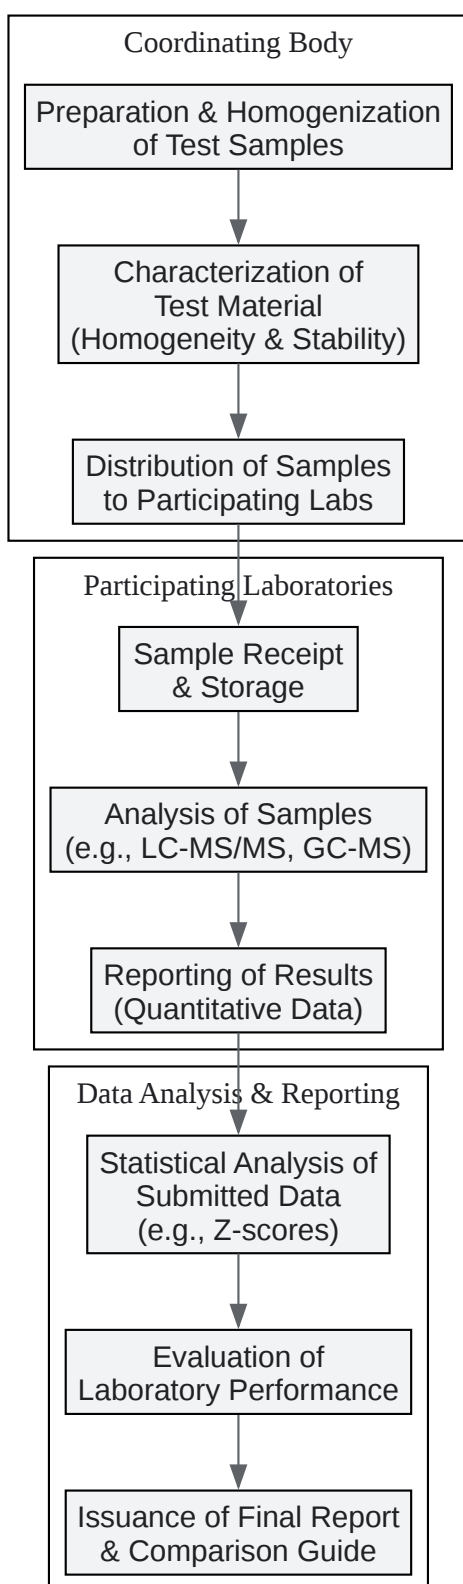 Coordinating Body
Preparation & Homogenization
of Test Samples
Characterization of
Test Material
(Homogeneity & Stability)
Distribution of Samples
to Participating Labs
Participating Laboratories
Sample Receipt
& Storage
Analysis of Samples
(e.g., LC-MS/MS, GC-MS)
Reporting of Results
(Quantitative Data)
Data Analysis & Reporting
Statistical Analysis of
Submitted Data
(e.g., Z-scores)
Evaluation of
Laboratory Performance
Issuance of Final Report
& Comparison Guide